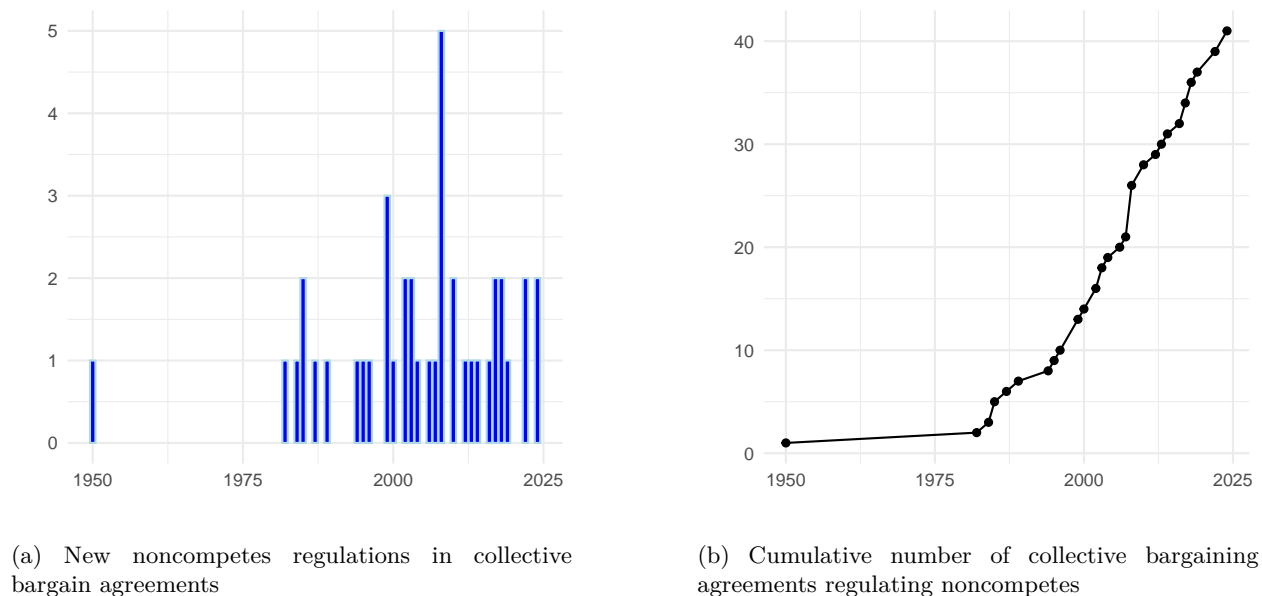 5
4
3
2
1
0
1950 1975 2000 2025
(a) New noncompetes regulations in collective
bargain agreements
40
30
20
10
0
1950 1975 2000 2025
(b) Cumulative number of collective bargaining
agreements regulating noncompetes